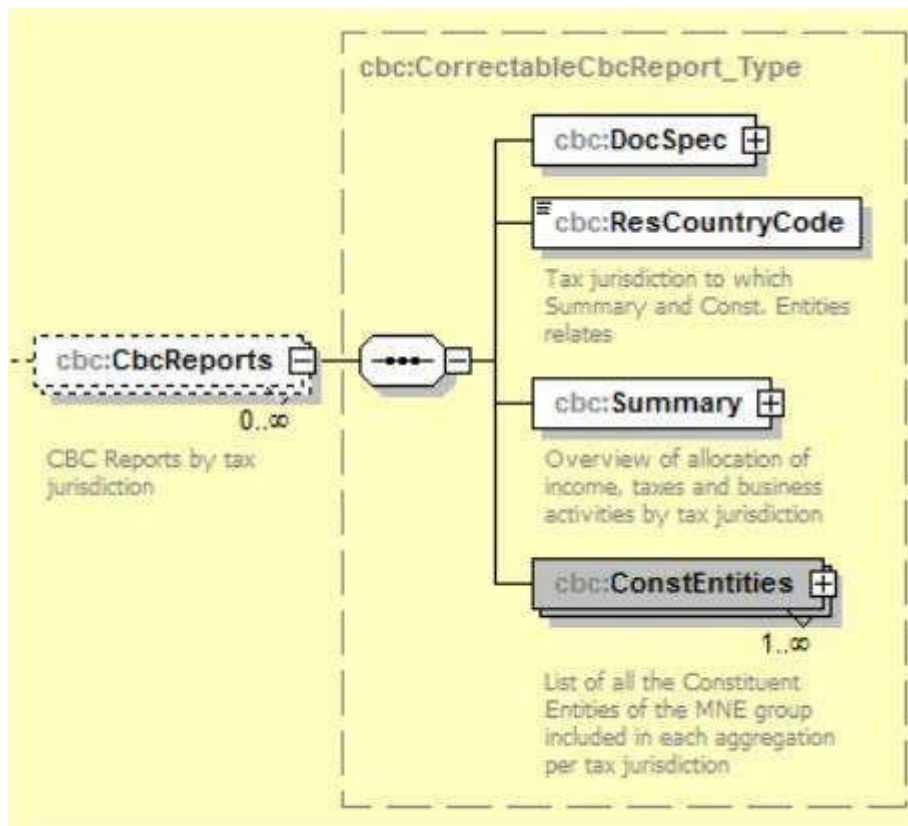 cbc:CorrectableCbcReport_Type
cbc:DocSpec
cbc:ResCountryCode
Tax jurisdiction to which
Summary and Const. Entities
relates
cbc:CbcReports
0..∞
CBC Reports by tax
jurisdiction
cbc:Summary
Overview of allocation of
income, taxes and business
activities by tax jurisdiction
cbc:ConstEntities
1..∞
List of all the Constituent
Entities of the MNE group
included in each aggregation
per tax jurisdiction